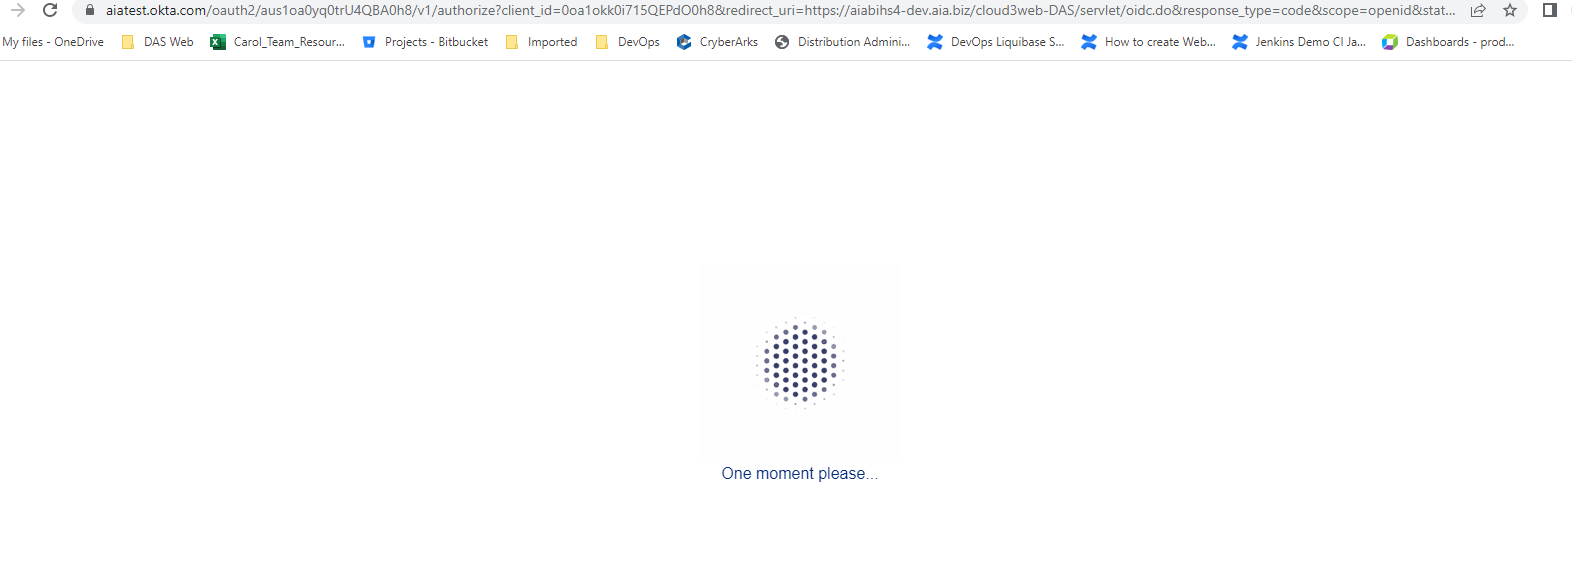 aiatest.okta.com/oauth2/aus1oa0yq0trU4QBA0h8/v1/authorize?client_id=0oa1okk0i715QEPdO0h8&redirect_uri=https://aiabihs4-dev.aia.biz/cloud3web-DAS/servlet/oidc.do&response_type=code&scope=openid&stat...
My files - OneDrive DAS Web Carol_Team_Resour... Projects - Bitbucket Imported DevOps CryberArks Distribution Admini... DevOps Liquibase S... How to create Web... Jenkins Demo CI Ja... Dashboards - prod...
One moment please...